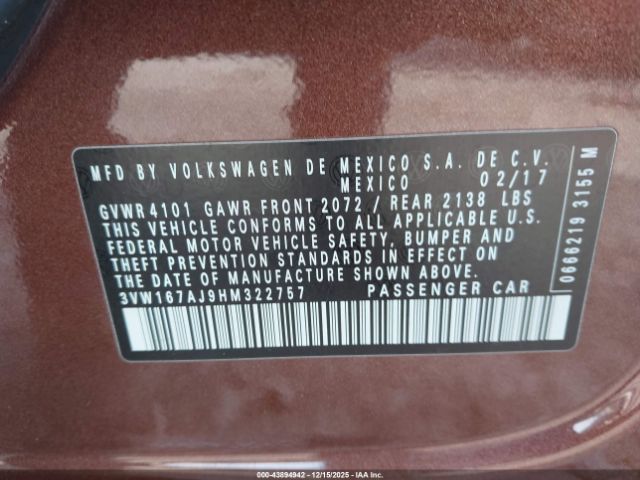 MFD BY VOLKSWAGEN DE MEXICO S.A. DE C.V.
MEXICO 02/17
GVWR 4101 GAWR FRONT 2072 / REAR 2138 LBS
THIS VEHICLE CONFORMS TO ALL APPLICABLE U.S.
FEDERAL MOTOR VEHICLE SAFETY, BUMPER AND
THEFT PREVENTION STANDARDS IN EFFECT ON
THE DATE OF MANUFACTURE SHOWN ABOVE.
3VW167AJ9HM322757 PASSENGER CAR
0666219 3155 M
000-43894942 - 12/15/2025 - IAA Inc.